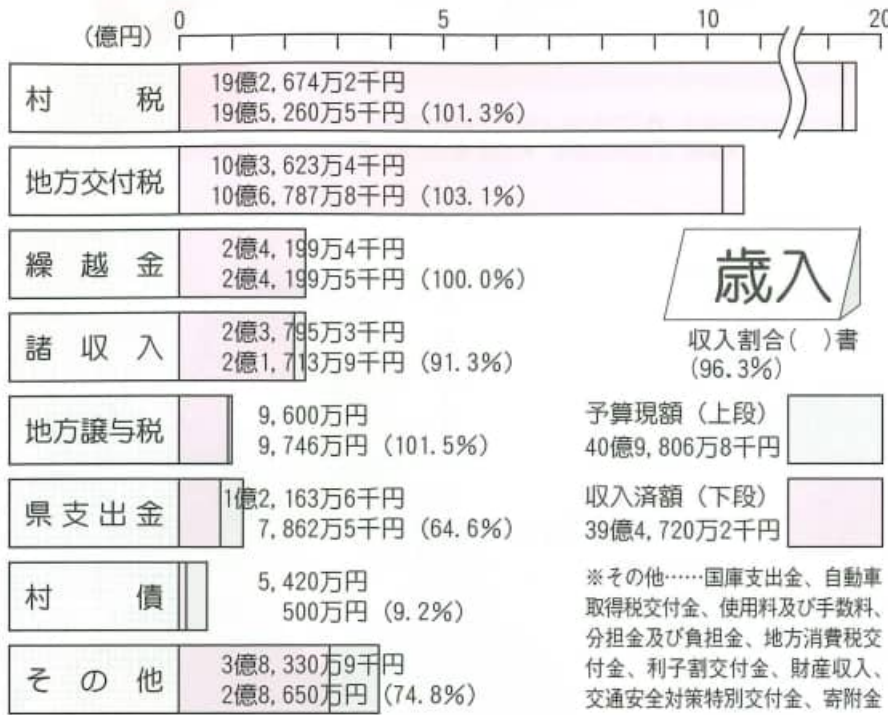 (億円) 0 5 10 20
村税
19億2,674万2千円
19億5,260万5千円 (101.3%)
地方交付税
10億3,623万4千円
10億6,787万8千円 (103.1%)
繰越金
2億4,199万4千円
2億4,199万5千円 (100.0%)
諸収入
2億3,795万3千円
2億1,713万9千円 (91.3%)
地方譲与税
9,600万円
9,746万円 (101.5%)
県支出金
1億2,163万6千円
7,862万5千円 (64.6%)
村債
5,420万円
500万円 (9.2%)
その他
3億8,330万9千円
2億8,650万円 (74.8%)
歳入
収入割合( )書
(96.3%)
予算現額 (上段)
40億9,806万8千円
収入済額 (下段)
39億4,720万2千円
※その他……国庫支出金、自動車
取得税交付金、使用料及び手数料、
分担金及び負担金、地方消費税交
付金、利子割交付金、財産収入、
交通安全対策特別交付金、寄附金